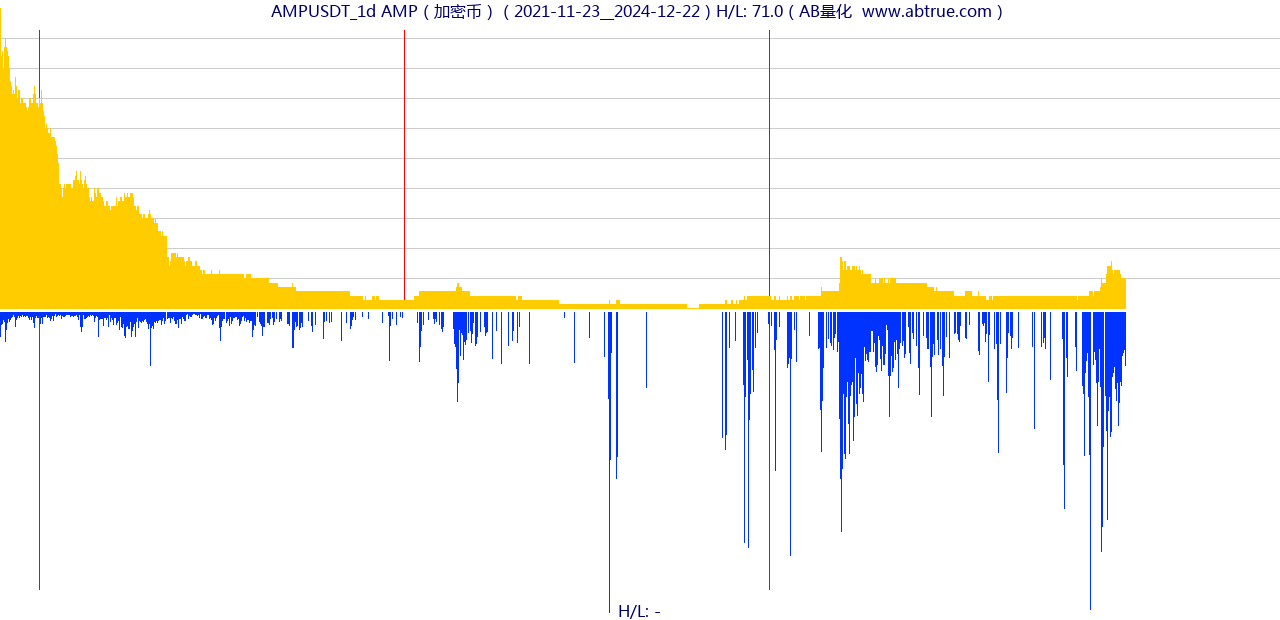 AMPUSDT_1d AMP ( 加密币 ) ( 2021-11-23__2024-12-22 ) H/L: 71.0 ( AB量化  www.abtrue.com )
H/L: -